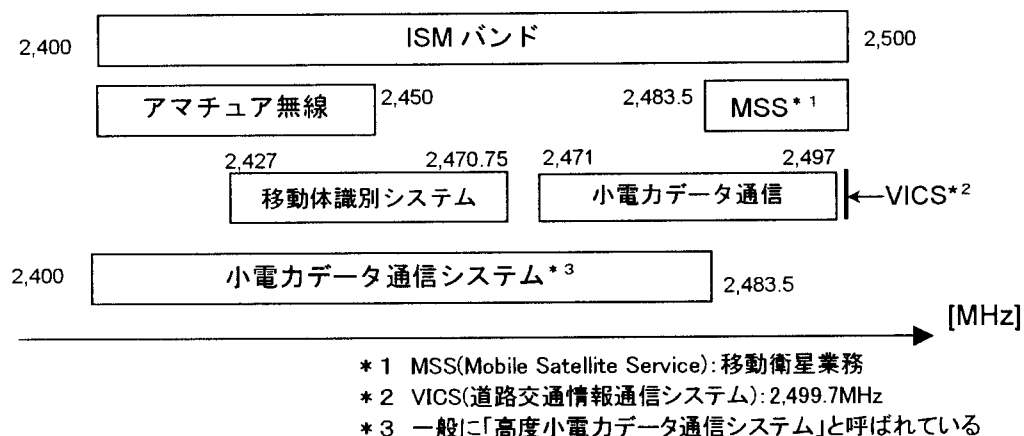 ISM バンド
2,400
2,500
アマチュア無線
2,450
2,483.5
MSS*1
2,427
2,470.75
2,471
2,497
移動体識別システム
小電力データ通信
VICS*2
2,400
小電力データ通信システム*3
2,483.5
[MHz]
*1 MSS(Mobile Satellite Service):移動衛星業務
*2 VICS(道路交通情報通信システム):2,499.7MHz
*3 一般に「高度小電力データ通信システム」と呼ばれている